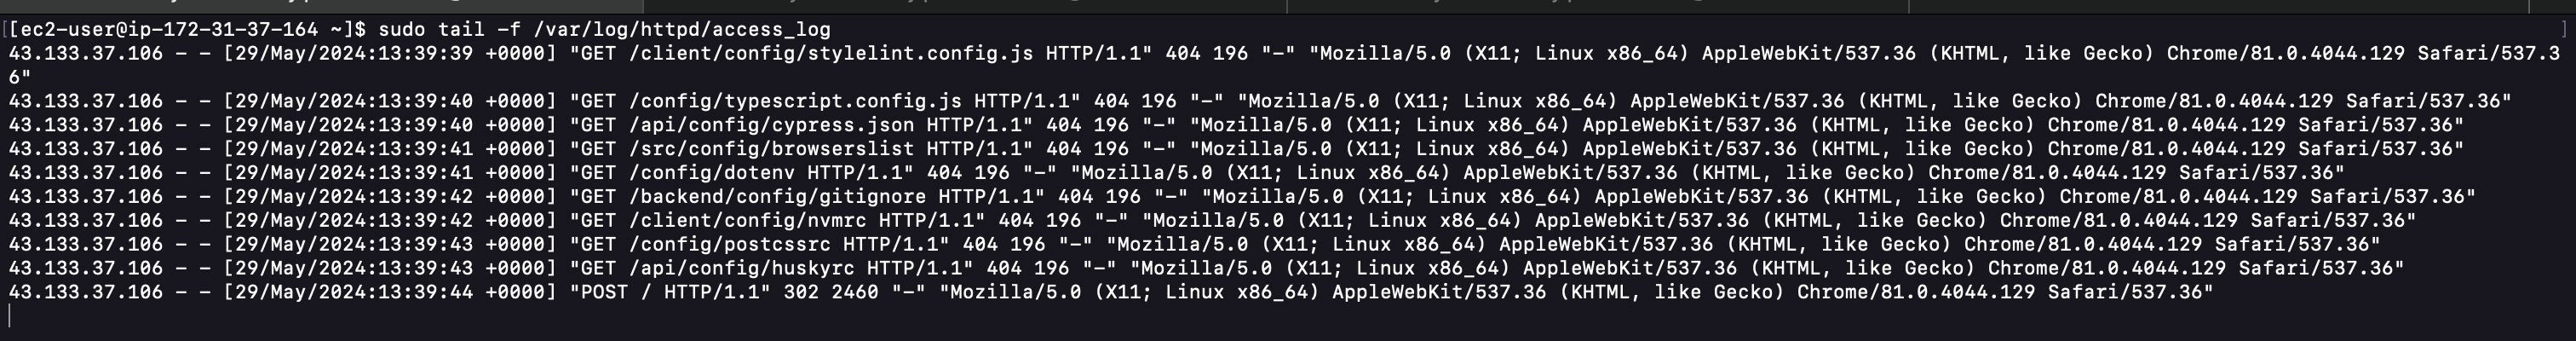 [[ec2-user@ip-172-31-37-164 ~]$ sudo tail -f /var/log/httpd/access_log ]
43.133.37.106 - - [29/May/2024:13:39:39 +0000] "GET /client/config/stylelint.config.js HTTP/1.1" 404 196 "-" "Mozilla/5.0 (X11; Linux x86_64) AppleWebKit/537.36 (KHTML, like Gecko) Chrome/81.0.4044.129 Safari/537.3
6"
43.133.37.106 - - [29/May/2024:13:39:40 +0000] "GET /config/typescript.config.js HTTP/1.1" 404 196 "-" "Mozilla/5.0 (X11; Linux x86_64) AppleWebKit/537.36 (KHTML, like Gecko) Chrome/81.0.4044.129 Safari/537.36"
43.133.37.106 - - [29/May/2024:13:39:40 +0000] "GET /api/config/cypress.json HTTP/1.1" 404 196 "-" "Mozilla/5.0 (X11; Linux x86_64) AppleWebKit/537.36 (KHTML, like Gecko) Chrome/81.0.4044.129 Safari/537.36"
43.133.37.106 - - [29/May/2024:13:39:41 +0000] "GET /src/config/browserslist HTTP/1.1" 404 196 "-" "Mozilla/5.0 (X11; Linux x86_64) AppleWebKit/537.36 (KHTML, like Gecko) Chrome/81.0.4044.129 Safari/537.36"
43.133.37.106 - - [29/May/2024:13:39:41 +0000] "GET /config/dotenv HTTP/1.1" 404 196 "-" "Mozilla/5.0 (X11; Linux x86_64) AppleWebKit/537.36 (KHTML, like Gecko) Chrome/81.0.4044.129 Safari/537.36"
43.133.37.106 - - [29/May/2024:13:39:42 +0000] "GET /backend/config/gitignore HTTP/1.1" 404 196 "-" "Mozilla/5.0 (X11; Linux x86_64) AppleWebKit/537.36 (KHTML, like Gecko) Chrome/81.0.4044.129 Safari/537.36"
43.133.37.106 - - [29/May/2024:13:39:42 +0000] "GET /client/config/nvmrc HTTP/1.1" 404 196 "-" "Mozilla/5.0 (X11; Linux x86_64) AppleWebKit/537.36 (KHTML, like Gecko) Chrome/81.0.4044.129 Safari/537.36"
43.133.37.106 - - [29/May/2024:13:39:43 +0000] "GET /config/postcssrc HTTP/1.1" 404 196 "-" "Mozilla/5.0 (X11; Linux x86_64) AppleWebKit/537.36 (KHTML, like Gecko) Chrome/81.0.4044.129 Safari/537.36"
43.133.37.106 - - [29/May/2024:13:39:43 +0000] "GET /api/config/huskyrc HTTP/1.1" 404 196 "-" "Mozilla/5.0 (X11; Linux x86_64) AppleWebKit/537.36 (KHTML, like Gecko) Chrome/81.0.4044.129 Safari/537.36"
43.133.37.106 - - [29/May/2024:13:39:44 +0000] "POST / HTTP/1.1" 302 2460 "-" "Mozilla/5.0 (X11; Linux x86_64) AppleWebKit/537.36 (KHTML, like Gecko) Chrome/81.0.4044.129 Safari/537.36"